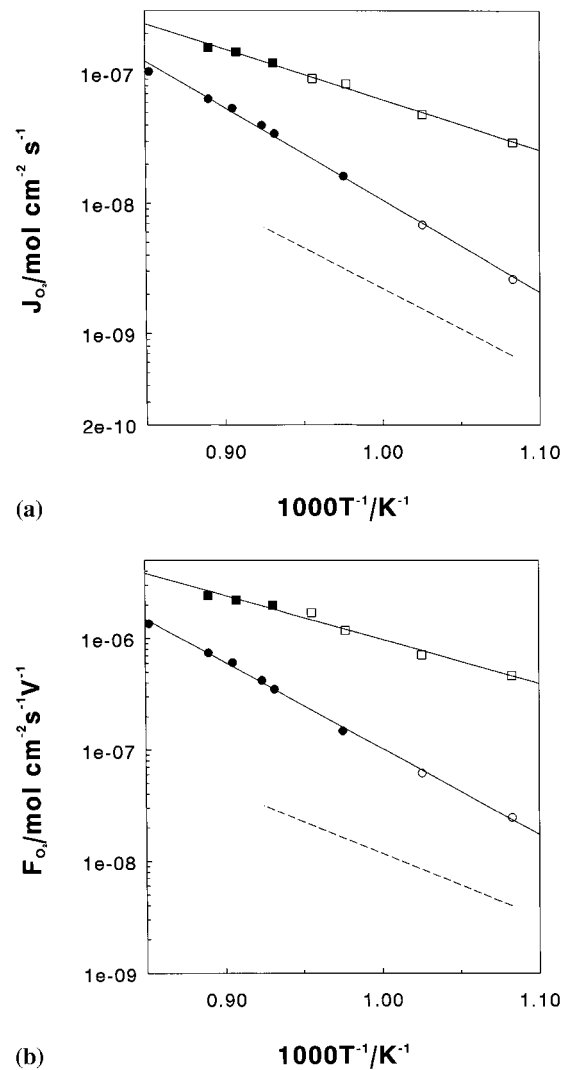 1e-07
1e-08
1e-09
2e-10
J_O₂/mol cm⁻² s⁻¹
0.90 1.00 1.10
(a) 1000T⁻¹/K⁻¹
1e-06
1e-07
1e-08
1e-09
F_O₂/mol cm⁻²s⁻¹V⁻¹
0.90 1.00 1.10
(b) 1000T⁻¹/K⁻¹